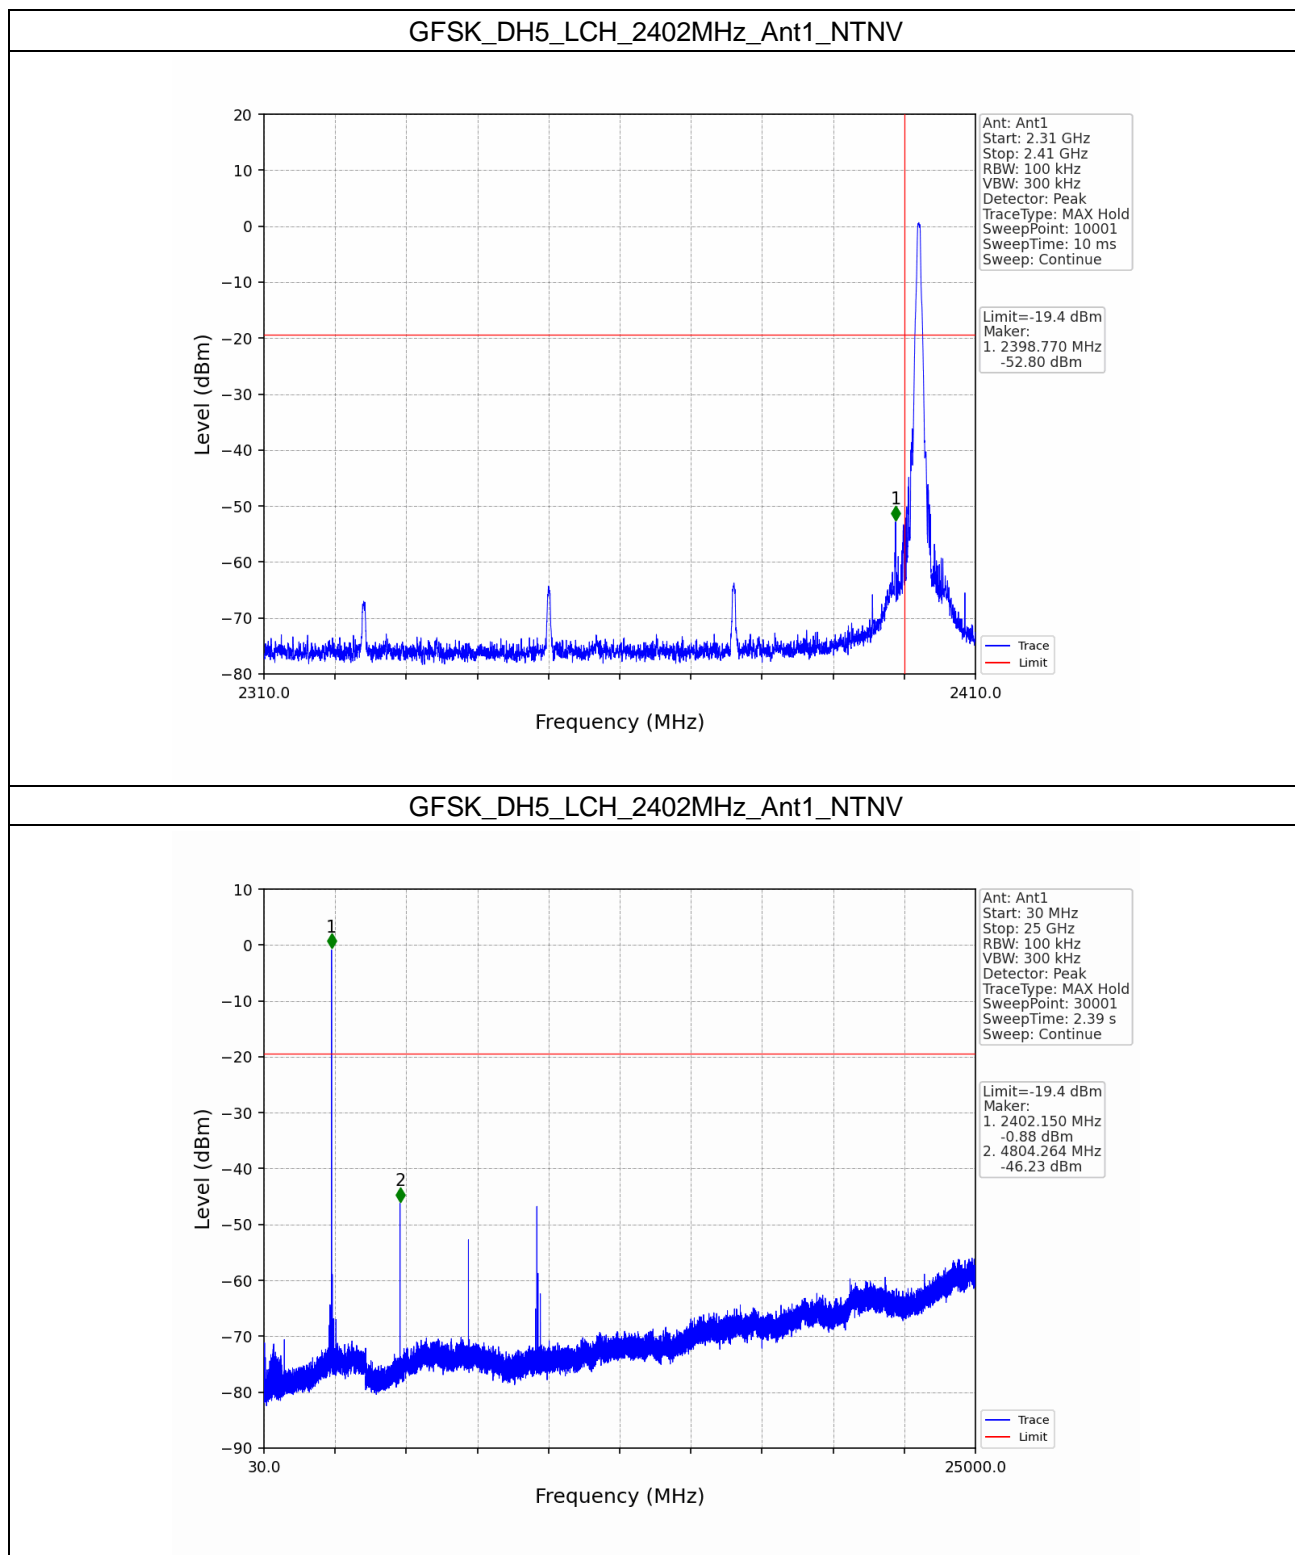 GFSK_DH5_LCH_2402MHz_Ant1_NTNV
20
10
0
−10
−20
−30
−40
−50
−60
−70
−80
Level (dBm)
1
2310.0
2410.0
Frequency (MHz)
Ant: Ant1
Start: 2.31 GHz
Stop: 2.41 GHz
RBW: 100 kHz
VBW: 300 kHz
Detector: Peak
TraceType: MAX Hold
SweepPoint: 10001
SweepTime: 10 ms
Sweep: Continue
Limit=-19.4 dBm
Maker:
1. 2398.770 MHz
-52.80 dBm
Trace
Limit
GFSK_DH5_LCH_2402MHz_Ant1_NTNV
10
0
−10
−20
−30
−40
−50
−60
−70
−80
−90
Level (dBm)
1
2
30.0
25000.0
Frequency (MHz)
Ant: Ant1
Start: 30 MHz
Stop: 25 GHz
RBW: 100 kHz
VBW: 300 kHz
Detector: Peak
TraceType: MAX Hold
SweepPoint: 30001
SweepTime: 2.39 s
Sweep: Continue
Limit=-19.4 dBm
Maker:
1. 2402.150 MHz
-0.88 dBm
2. 4804.264 MHz
-46.23 dBm
Trace
Limit